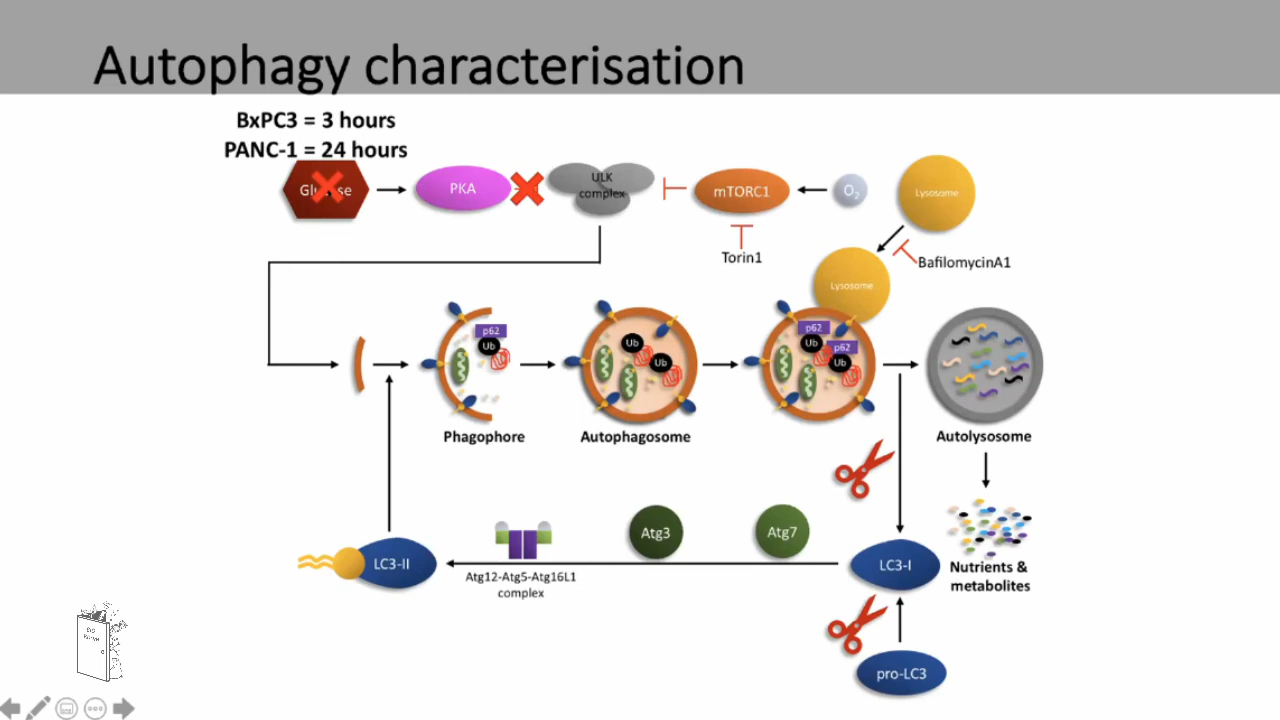 Autophagy characterisation
BxPC3 = 3 hours
PANC-1 = 24 hours
PKA
ULK
complex
mTORC1
O₂
Lysosome
Torin1
BafilomycinA1
Lysosome
p62
Ub
Ub
Ub
p62
Ub
p62
Ub
Phagophore
Autophagosome
Autolysosome
LC3-II
Atg12-Atg5-Atg16L1
complex
Atg3
Atg7
LC3-I
Nutrients &
metabolites
pro-LC3